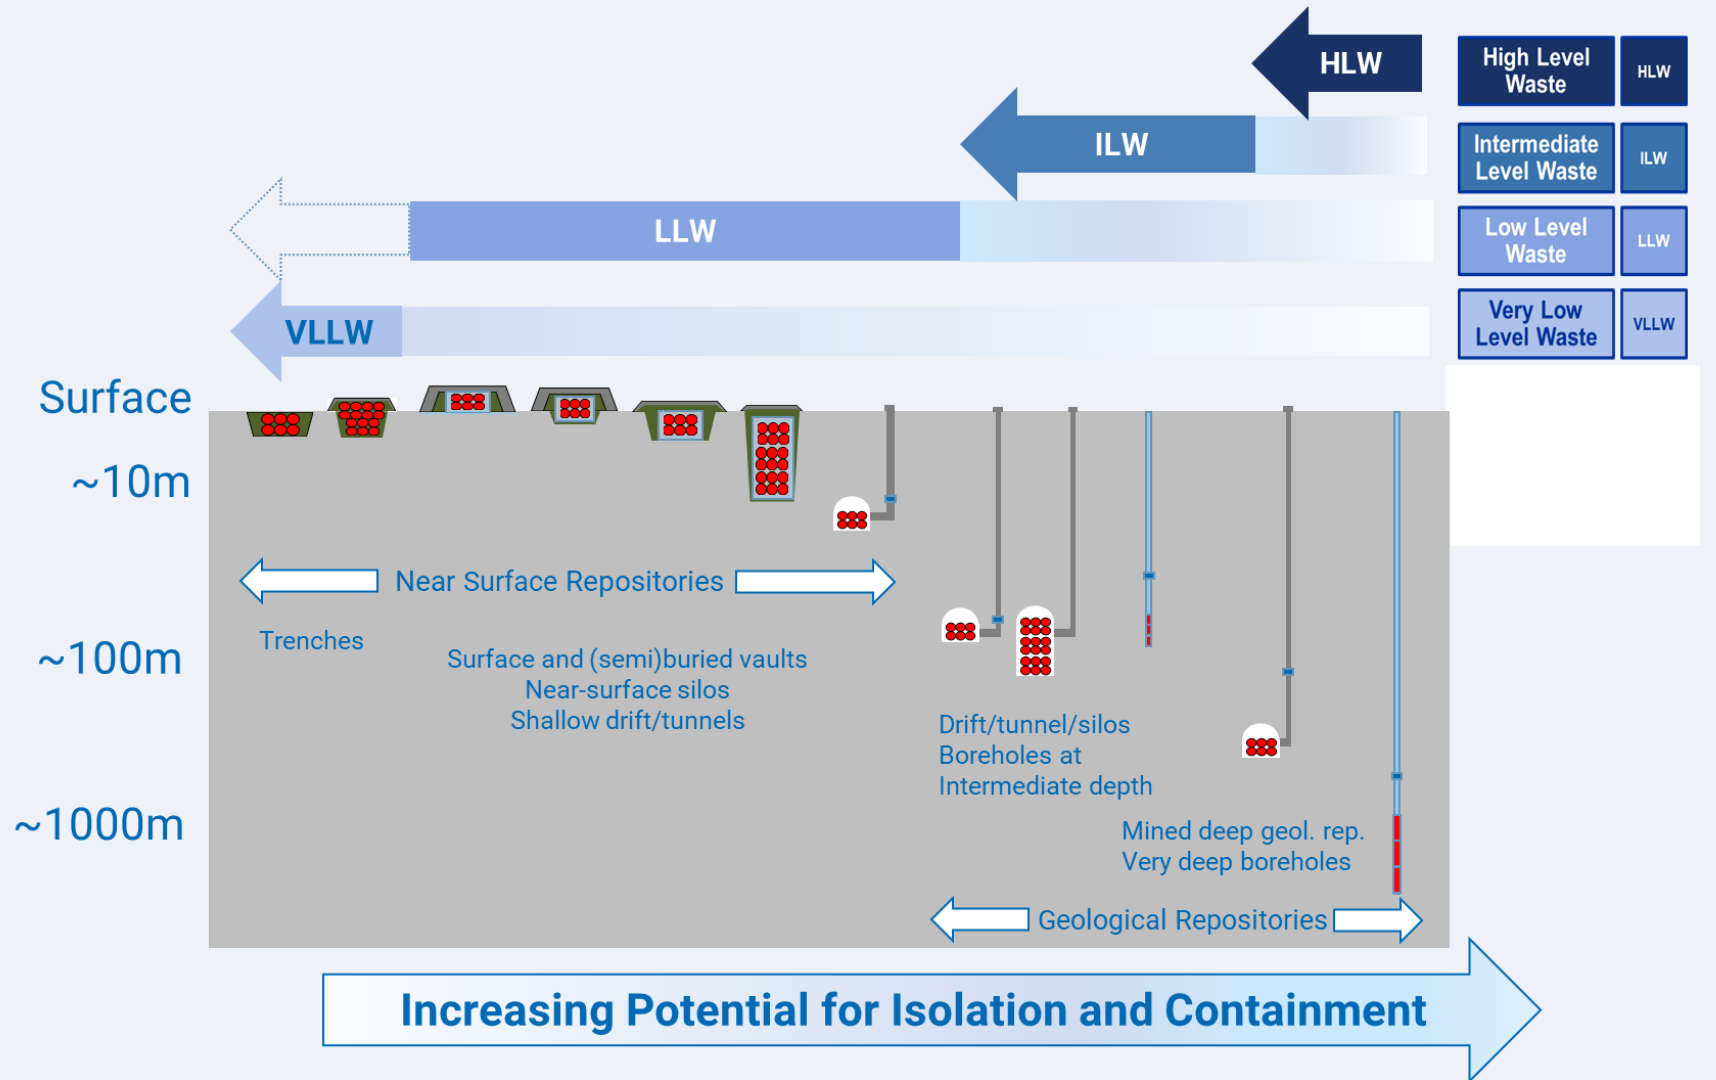 HLW
High Level
Waste
HLW
ILW
Intermediate
Level Waste
ILW
LLW
Low Level
Waste
LLW
VLLW
Very Low
Level Waste
VLLW
Surface
~10m
~100m
~1000m
Near Surface Repositories
Trenches
Surface and (semi)buried vaults
Near-surface silos
Shallow drift/tunnels
Drift/tunnel/silos
Boreholes at
Intermediate depth
Mined deep geol. rep.
Very deep boreholes
Geological Repositories
Increasing Potential for Isolation and Containment